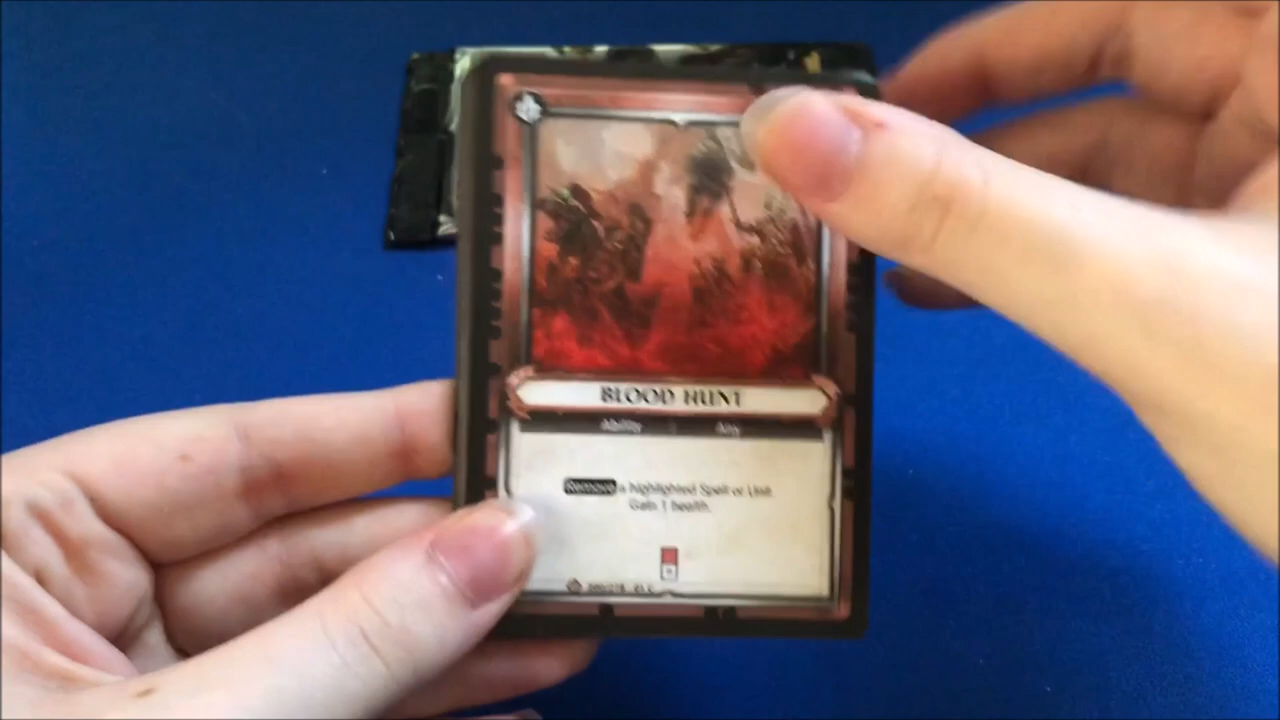 BLOOD HUNT
Ability Any
Remove a highlighted Spell or Unit.
Gain 1 health.